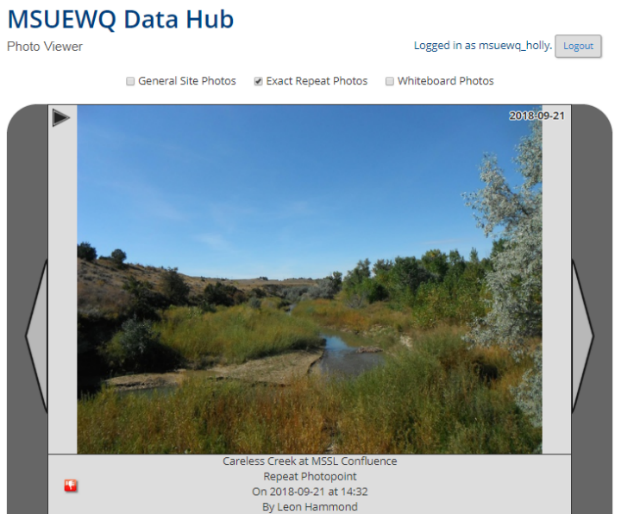 MSUEWQ Data Hub
Photo Viewer
Logged in as msuewq_holly. Logout
General Site Photos Exact Repeat Photos Whiteboard Photos
2018-09-21
Careless Creek at MSSL Confluence
Repeat Photopoint
On 2018-09-21 at 14:32
By Leon Hammond